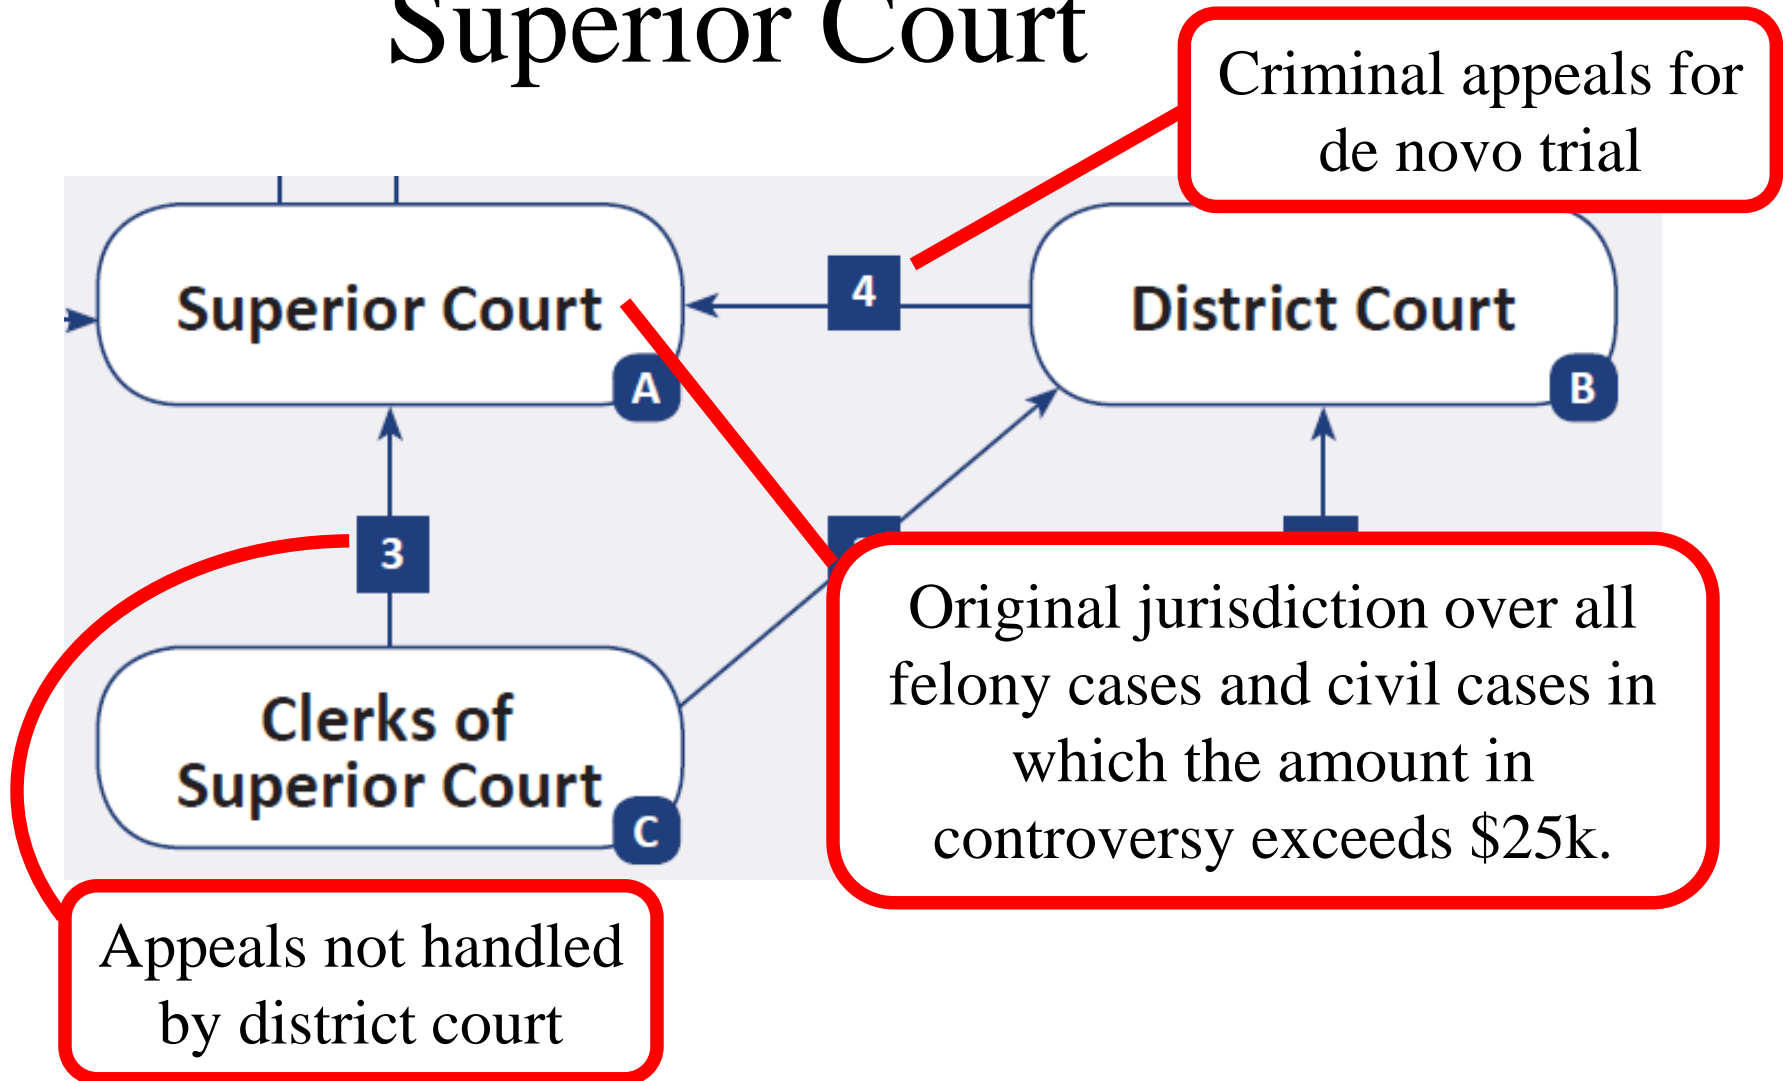 Superior Court
Criminal appeals for
de novo trial
Superior Court
A
4
District Court
B
3
Clerks of
Superior Court
C
Original jurisdiction over all
felony cases and civil cases in
which the amount in
controversy exceeds $25k.
Appeals not handled
by district court